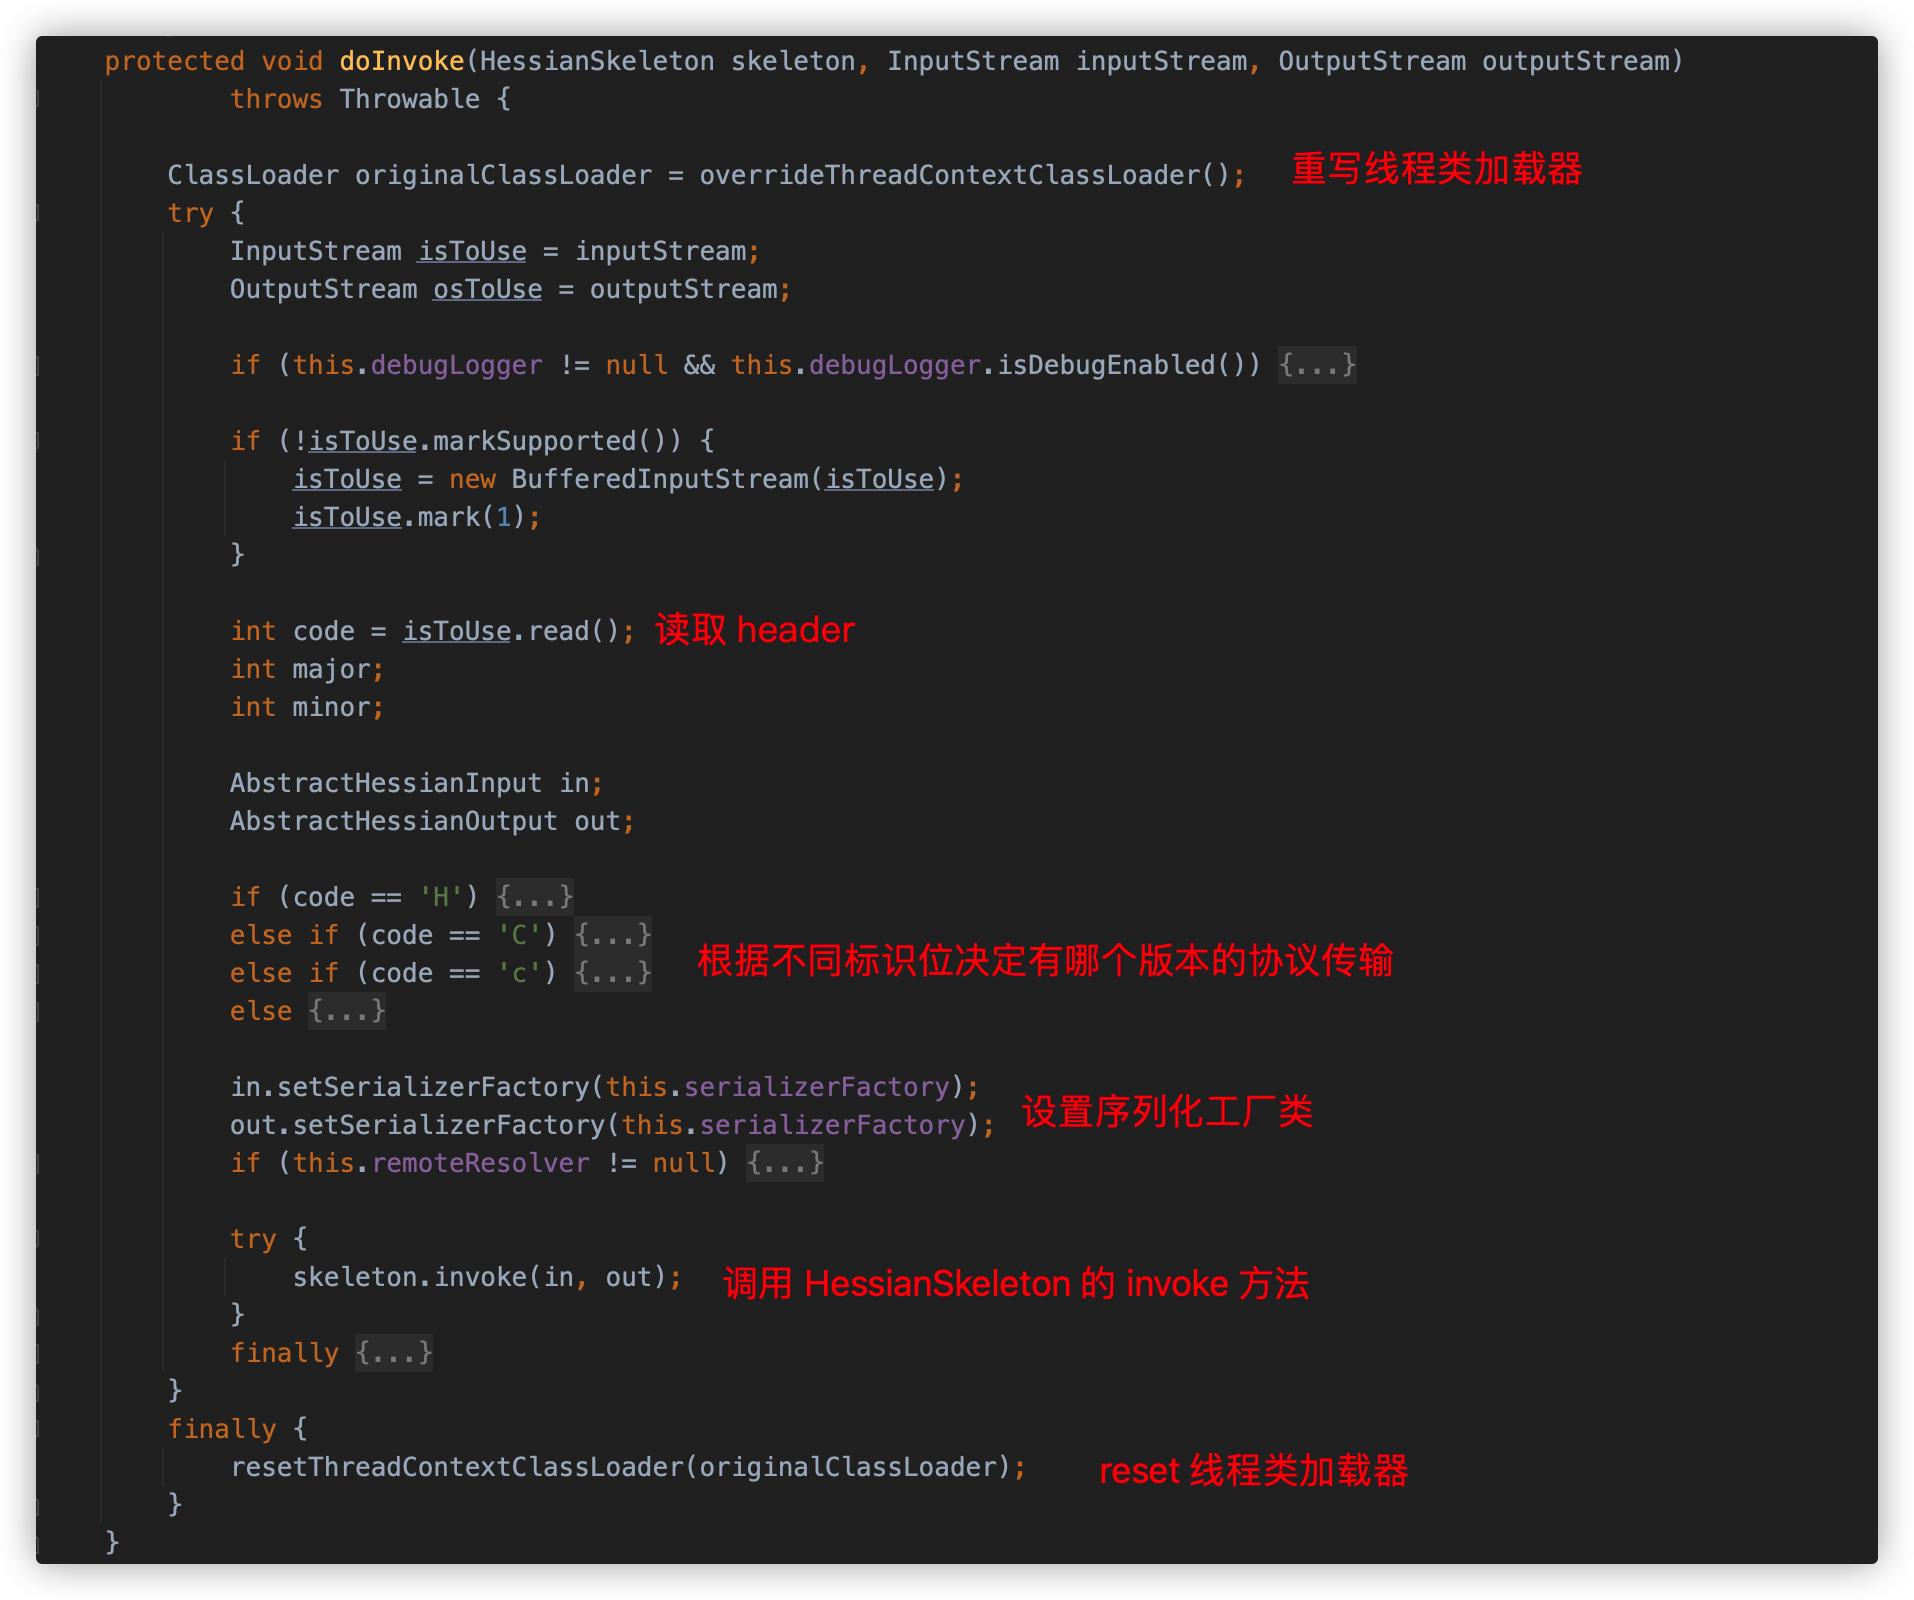 protected void doInvoke(HessianSkeleton skeleton, InputStream inputStream, OutputStream outputStream)
throws Throwable {
ClassLoader originalClassLoader = overrideThreadContextClassLoader(); 重写线程类加载器
try {
InputStream isToUse = inputStream;
OutputStream osToUse = outputStream;
if (this.debugLogger != null && this.debugLogger.isDebugEnabled()) {...}
if (!isToUse.markSupported()) {
isToUse = new BufferedInputStream(isToUse);
isToUse.mark(1);
}
int code = isToUse.read(); 读取 header
int major;
int minor;
AbstractHessianInput in;
AbstractHessianOutput out;
if (code == 'H') {...}
else if (code == 'C') {...}
else if (code == 'c') {...}
根据不同标识位决定有哪个版本的协议传输
else {...}
in.setSerializerFactory(this.serializerFactory);
out.setSerializerFactory(this.serializerFactory); 设置序列化工厂类
if (this.remoteResolver != null) {...}
try {
skeleton.invoke(in, out); 调用 HessianSkeleton 的 invoke 方法
}
finally {...}
}
finally {
resetThreadContextClassLoader(originalClassLoader); reset 线程类加载器
}
}